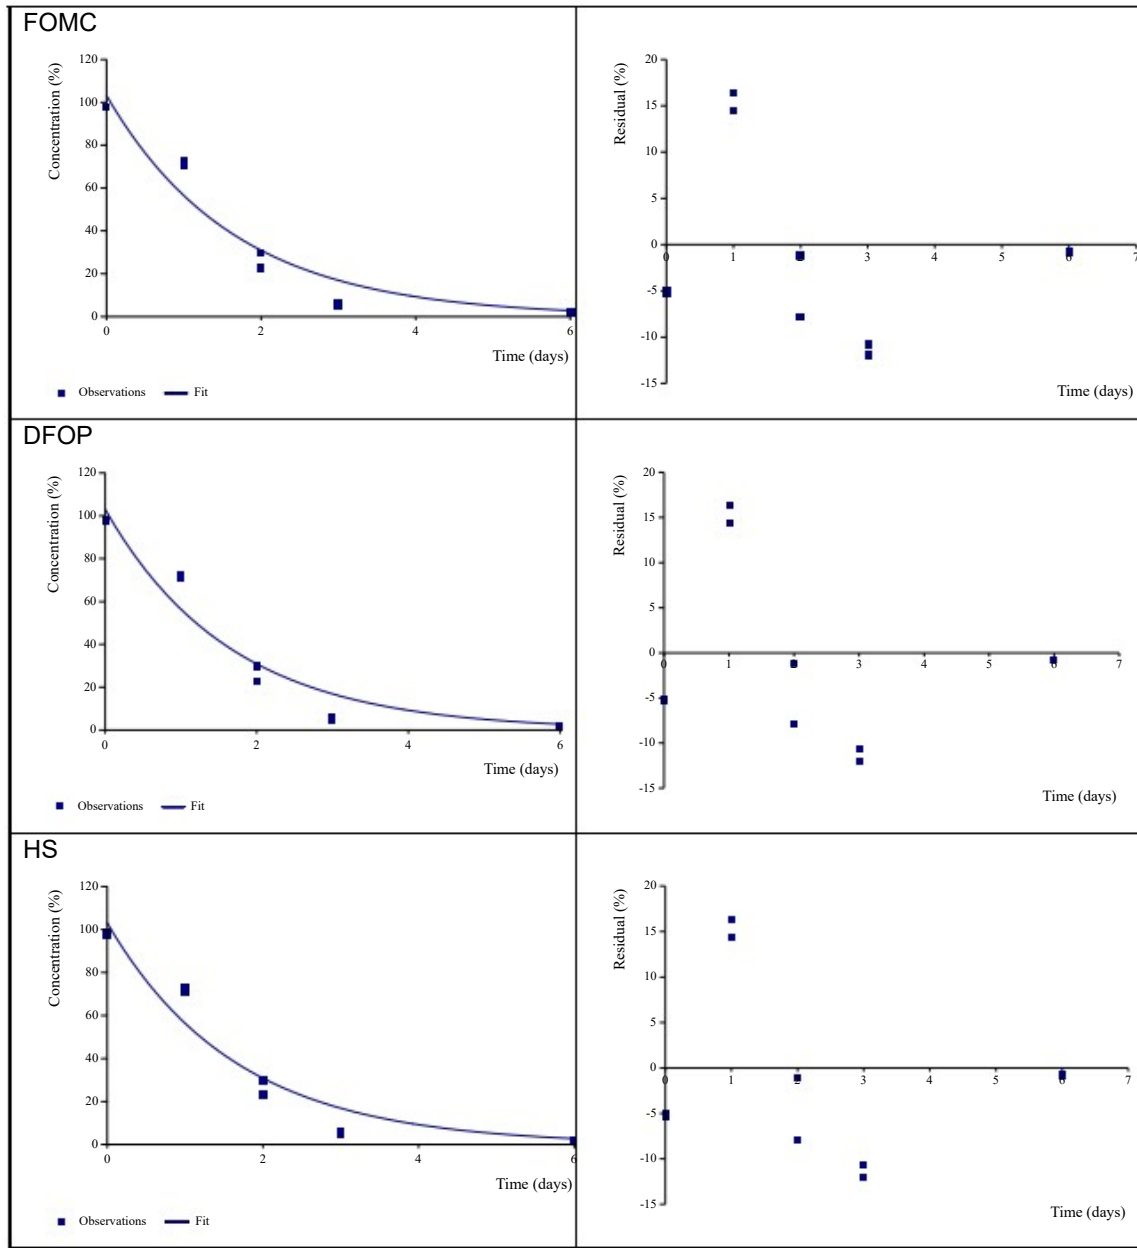 FOMC
Concentration (%)
120
100
80
60
40
20
0
0 2 4 6
Time (days)
Observations Fit
Residual (%)
20
15
10
5
0
-5
-10
-15
0 1 2 3 4 5 6 7
Time (days)
DFOP
Concentration (%)
120
100
80
60
40
20
0
0 2 4 6
Time (days)
Observations Fit
Residual (%)
20
15
10
5
0
-5
-10
-15
0 1 2 3 4 5 6 7
Time (days)
HS
Concentration (%)
120
100
80
60
40
20
0
0 2 4 6
Time (days)
Observations Fit
Residual (%)
20
15
10
5
0
-5
-10
-15
0 1 2 3 4 5 6 7
Time (days)